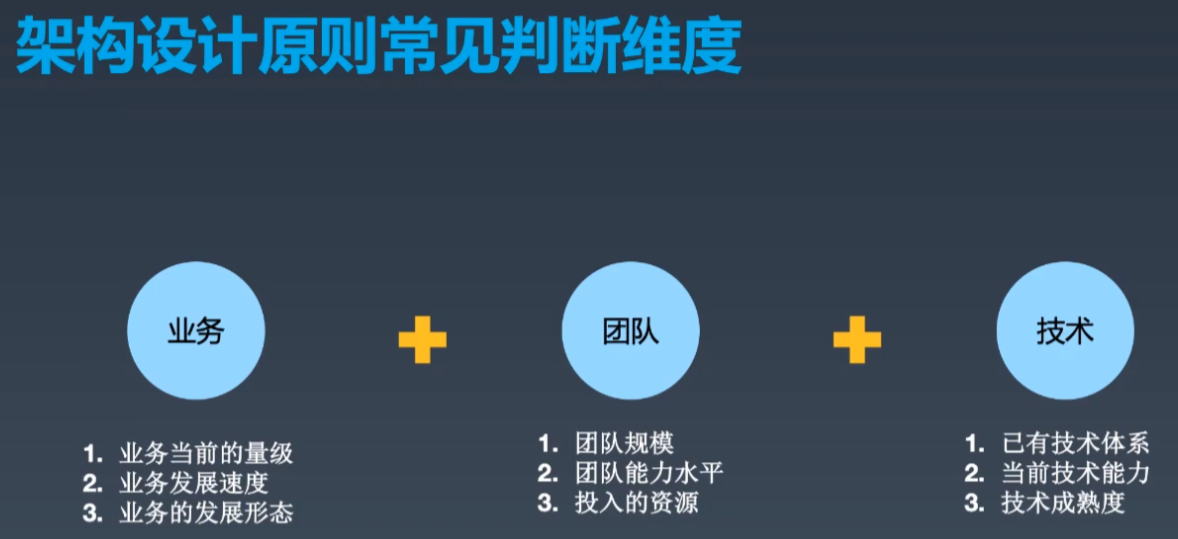 架构设计原则常见判断维度
业务
团队
技术
1. 业务当前的量级
2. 业务发展速度
3. 业务的发展形态
1. 团队规模
2. 团队能力水平
3. 投入的资源
1. 已有技术体系
2. 当前技术能力
3. 技术成熟度